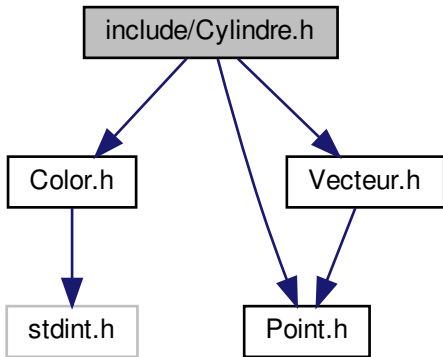 include/Cylindre.h
Color.h
Vecteur.h
stdint.h
Point.h